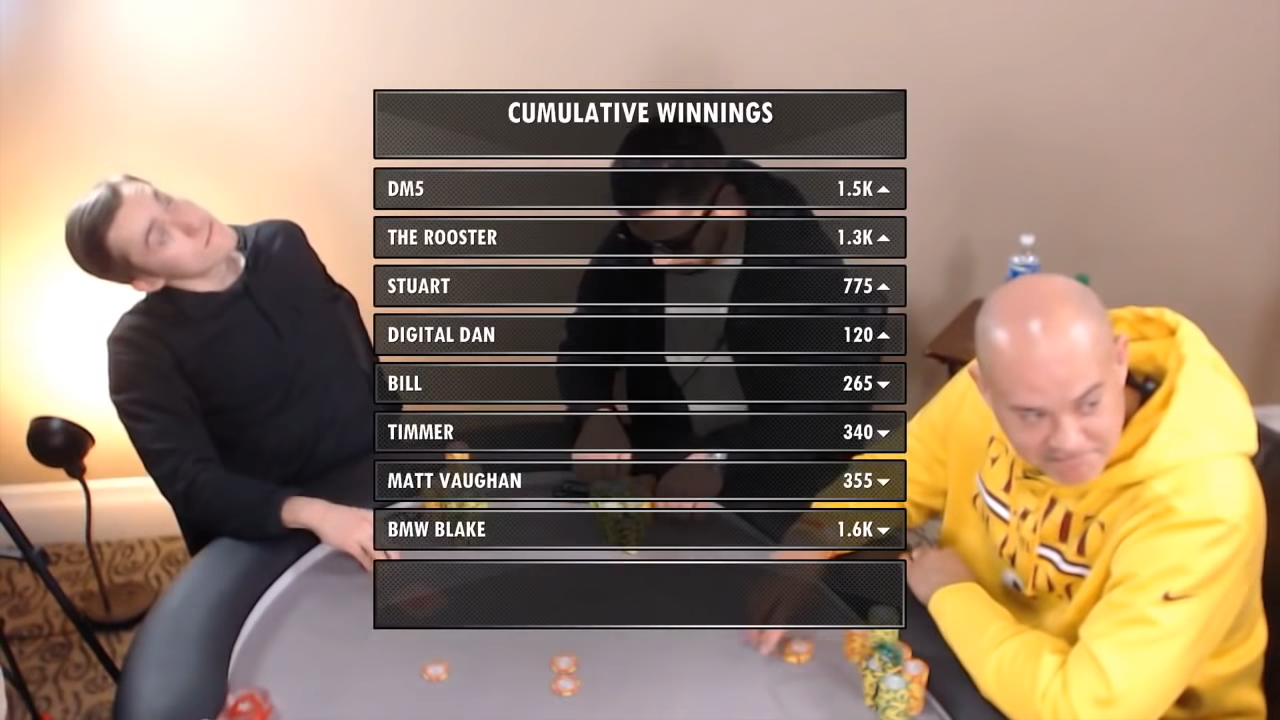 CUMULATIVE WINNINGS
DM5 1.5K
THE ROOSTER 1.3K
STUART 775
DIGITAL DAN 120
BILL 265
TIMMER 340
MATT VAUGHAN 355
BMW BLAKE 1.6K